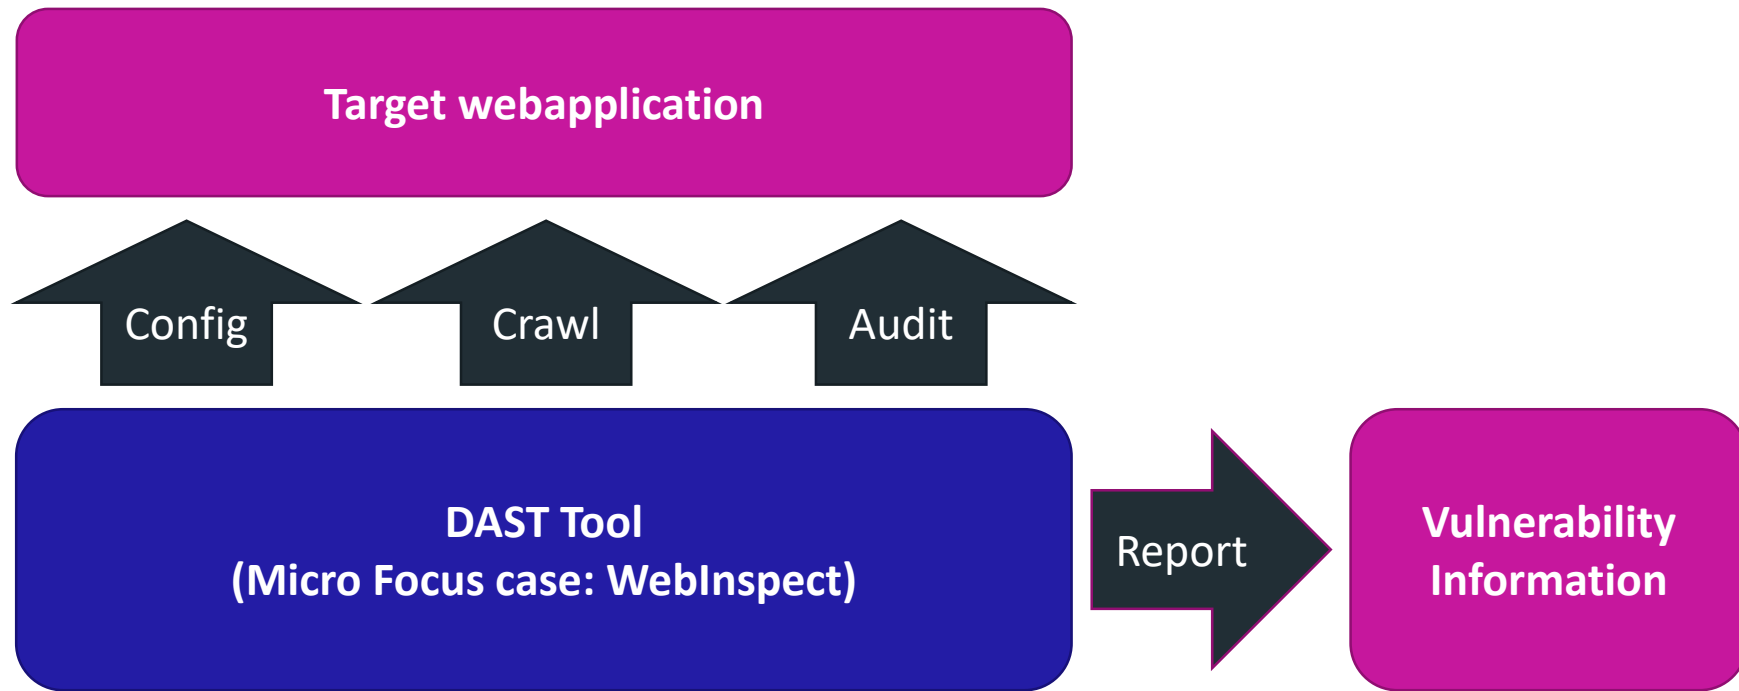 Target webapplication
Config
Crawl
Audit
DAST Tool
(Micro Focus case: WebInspect)
Report
Vulnerability
Information